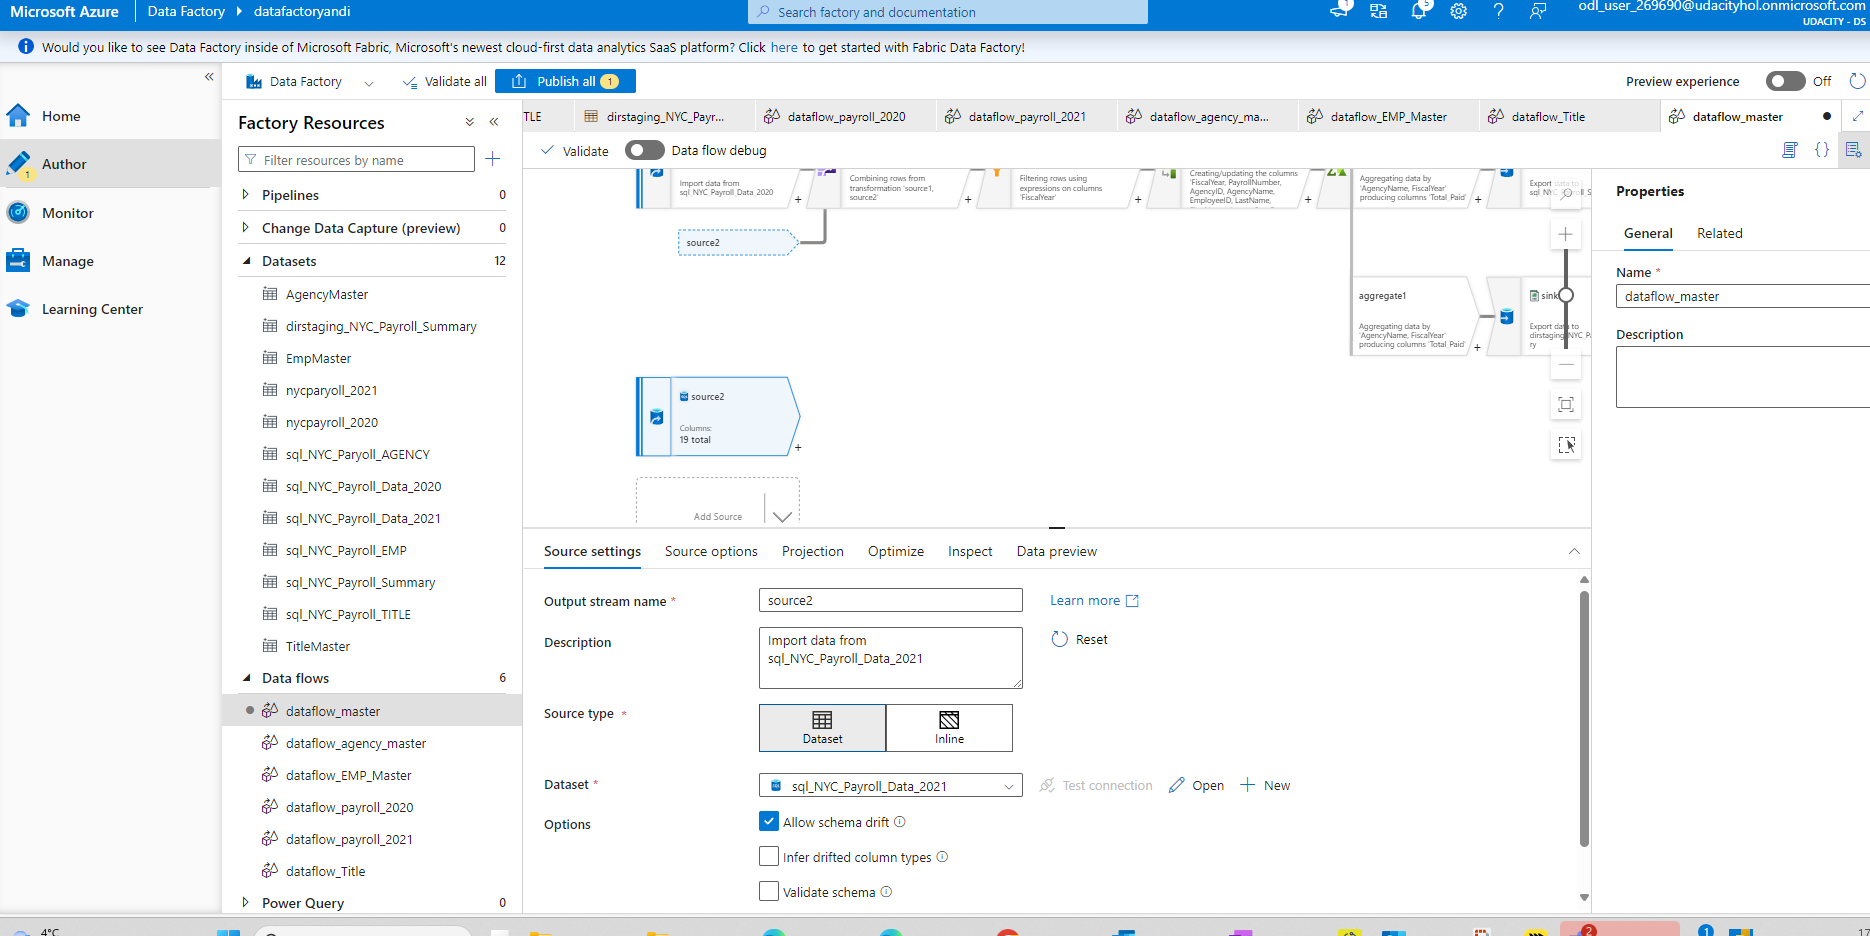 Microsoft Azure
Data Factory
datafactoryandi
Search factory and documentation
1
5
odl_user_269690@udacityhol.onmicrosoft.com
UDACITY - DS
Would you like to see Data Factory inside of Microsoft Fabric, Microsoft's newest cloud-first data analytics SaaS platform? Click here to get started with Fabric Data Factory!
Home
Author
1
Monitor
Manage
Learning Center
Data Factory
Validate all
Publish all 1
Preview experience
Off
Factory Resources
Filter resources by name
Pipelines 0
Change Data Capture (preview) 0
Datasets 12
AgencyMaster
dirstaging_NYC_Payroll_Summary
EmpMaster
nycparyoll_2021
nycpayroll_2020
sql_NYC_Paryoll_AGENCY
sql_NYC_Payroll_Data_2020
sql_NYC_Payroll_Data_2021
sql_NYC_Payroll_EMP
sql_NYC_Payroll_Summary
sql_NYC_Payroll_TITLE
TitleMaster
Data flows 6
dataflow_master
dataflow_agency_master
dataflow_EMP_Master
dataflow_payroll_2020
dataflow_payroll_2021
dataflow_Title
Power Query 0
TLE
dirstaging_NYC_Payr...
dataflow_payroll_2020
dataflow_payroll_2021
dataflow_agency_ma...
dataflow_EMP_Master
dataflow_Title
dataflow_master
Validate
Data flow debug
Import data from
sql_NYC_Payroll_Data_2020
Combining rows from
transformation 'source1,
source2'
Filtering rows using
expressions on columns
'FiscalYear'
Creating/updating the columns
'FiscalYear, PayrollNumber,
AgencyID, AgencyName,
EmployeeID, LastName,
Aggregating data by
'AgencyName, FiscalYear'
producing columns 'Total_Paid'
Export data to
source2
aggregate1
Aggregating data by
'AgencyName, FiscalYear'
producing columns 'Total_Paid'
sink
Export data to
dirstaging_NYC_P
ry
source2
Columns:
19 total
Add Source
Source settings
Source options
Projection
Optimize
Inspect
Data preview
Output stream name *
source2
Learn more
Description
Import data from
sql_NYC_Payroll_Data_2021
Reset
Source type *
Dataset
Inline
Dataset *
sql_NYC_Payroll_Data_2021
Test connection
Open
New
Options
Allow schema drift
Infer drifted column types
Validate schema
Properties
General
Related
Name *
dataflow_master
Description
4°C
2
1
17